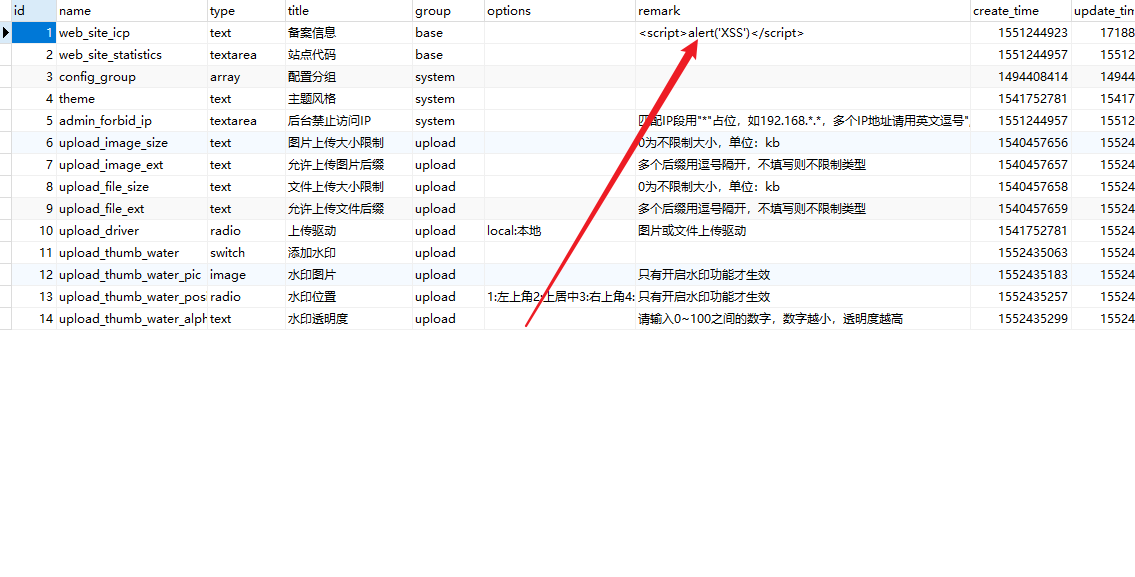 id name type title group options remark create_time update_tim
1 web_site_icp text 备案信息 base <script>alert('XSS')</script> 1551244923 17188
2 web_site_statistics textarea 站点代码 base 1551244957 15512
3 config_group array 配置分组 system 1494408414 14944
4 theme text 主题风格 system 1541752781 15417
5 admin_forbid_ip textarea 后台禁止访问IP system 匹配IP段用"*"占位，如192.168.*.*，多个IP地址请用英文逗号", 1551244957 15512
6 upload_image_size text 图片上传大小限制 upload 0为不限制大小，单位：kb 1540457656 15524
7 upload_image_ext text 允许上传图片后缀 upload 多个后缀用逗号隔开，不填写则不限制类型 1540457657 15524
8 upload_file_size text 文件上传大小限制 upload 0为不限制大小，单位：kb 1540457658 15524
9 upload_file_ext text 允许上传文件后缀 upload 多个后缀用逗号隔开，不填写则不限制类型 1540457659 15524
10 upload_driver radio 上传驱动 upload local:本地 图片或文件上传驱动 1541752781 15524
11 upload_thumb_water switch 添加水印 upload 1552435063 15524
12 upload_thumb_water_pic image 水印图片 upload 只有开启水印功能才生效 1552435183 15524
13 upload_thumb_water_pos radio 水印位置 upload 1:左上角2:上居中3:右上角4: 只有开启水印功能才生效 1552435257 15524
14 upload_thumb_water_alph text 水印透明度 upload 请输入0~100之间的数字，数字越小，透明度越高 1552435299 15524